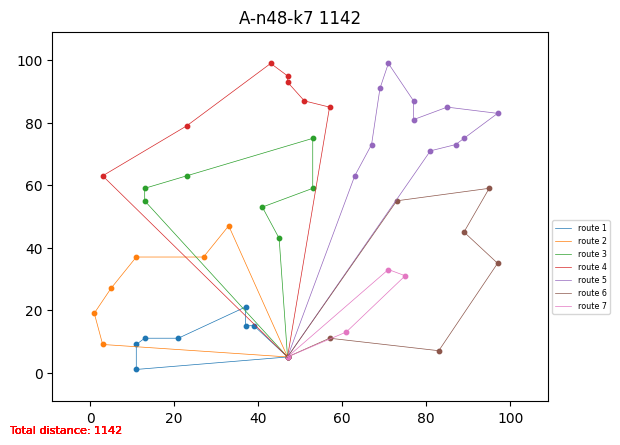 A-n48-k7 1142
100
80
60
40
20
0
0 20 40 60 80 100
route 1
route 2
route 3
route 4
route 5
route 6
route 7
Total distance: 1142